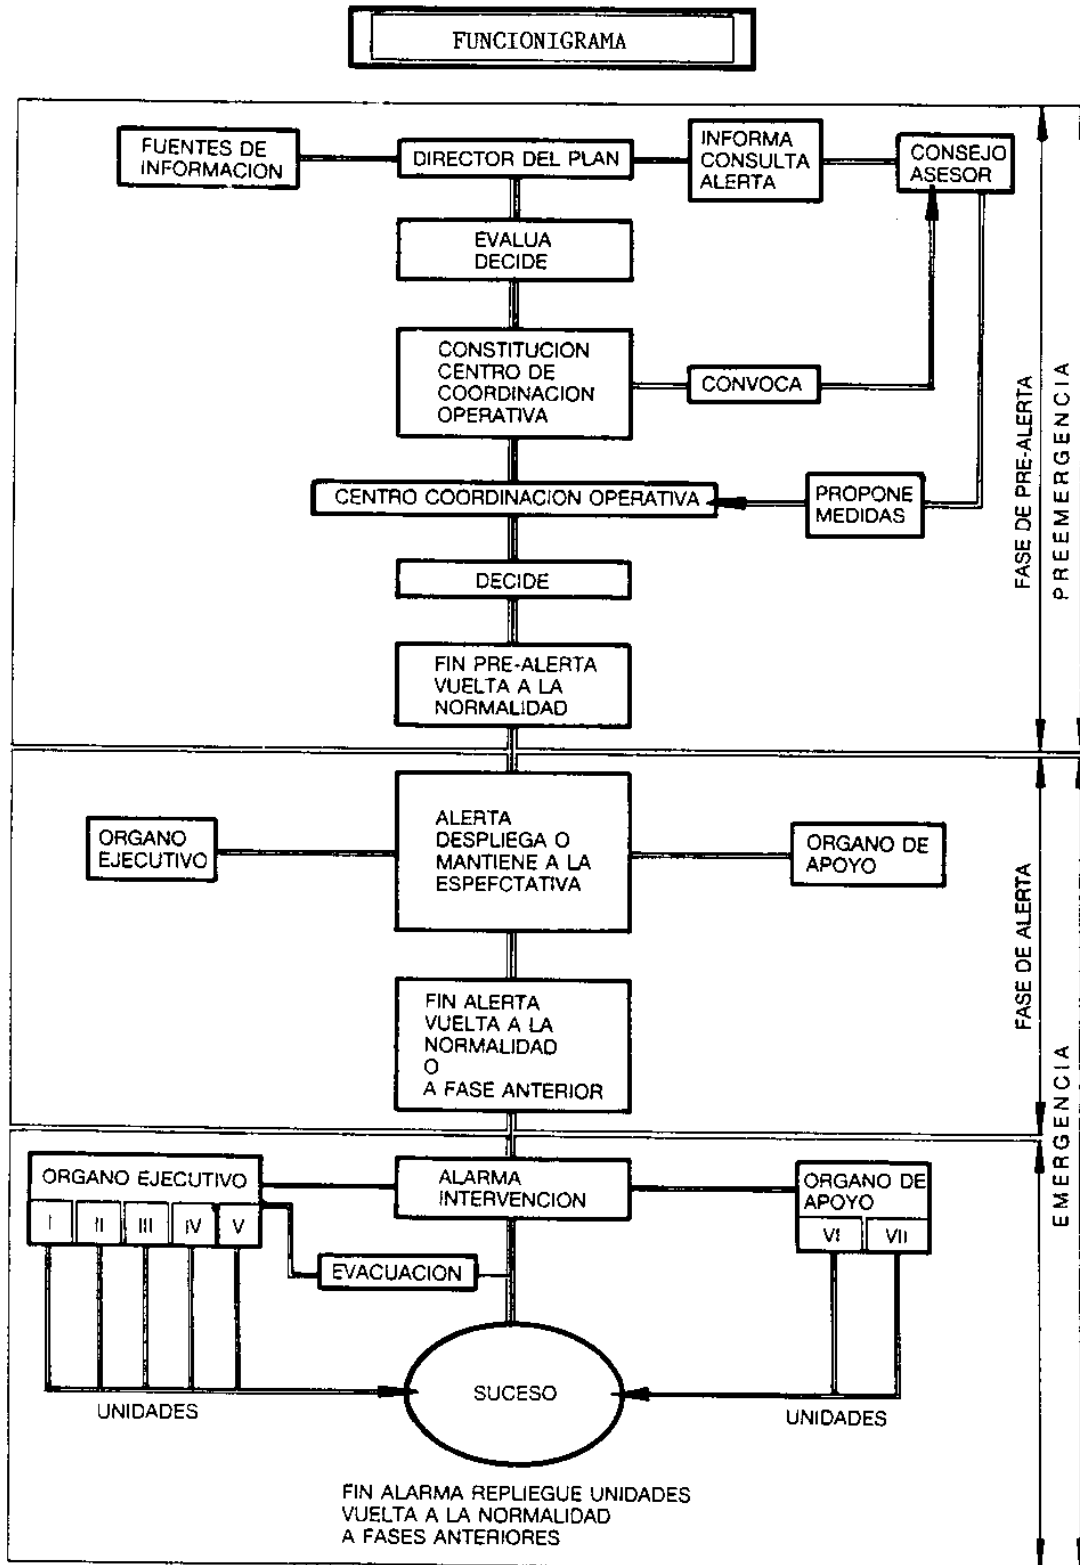 FUNCIONIGRAMA
FUENTES DE
INFORMACION
DIRECTOR DEL PLAN
INFORMA
CONSULTA
ALERTA
CONSEJO
ASESOR
EVALUA
DECIDE
CONSTITUCION
CENTRO DE
COORDINACION
OPERATIVA
CONVOCA
CENTRO COORDINACION OPERATIVA
PROPONE
MEDIDAS
DECIDE
FIN PRE-ALERTA
VUELTA A LA
NORMALIDAD
FASE DE PRE-ALERTA
PREEMERGENCIA
ORGANO
EJECUTIVO
ALERTA
DESPLIEGA O
MANTIENE A LA
ESPEFCTATIVA
ORGANO DE
APOYO
FIN ALERTA
VUELTA A LA
NORMALIDAD
O
A FASE ANTERIOR
FASE DE ALERTA
EMERGENCIA
ORGANO EJECUTIVO
I II III IV V
ALARMA
INTERVENCION
ORGANO DE
APOYO
VI VII
EVACUACION
SUCESO
UNIDADES
UNIDADES
FIN ALARMA REPLIEGUE UNIDADES
VUELTA A LA NORMALIDAD
A FASES ANTERIORES